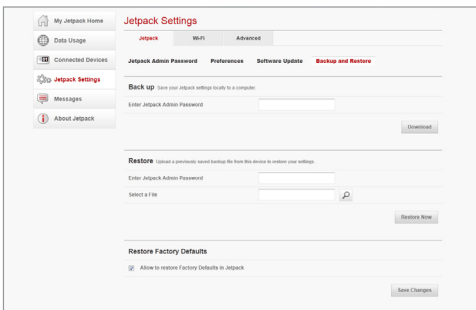 My Jetpack Home
Data Usage
Connected Devices
Jetpack Settings
Messages
About Jetpack
Jetpack Settings
Jetpack Wi-Fi Advanced
Jetpack Admin Password Preferences Software Update Backup and Restore
Back up Save your Jetpack settings locally to a computer.
Enter Jetpack Admin Password
Download
Restore Upload a previously saved backup file from this device to restore your settings.
Enter Jetpack Admin Password
Select a File
Restore Now
Restore Factory Defaults
Allow to restore Factory Defaults in Jetpack
Save Changes